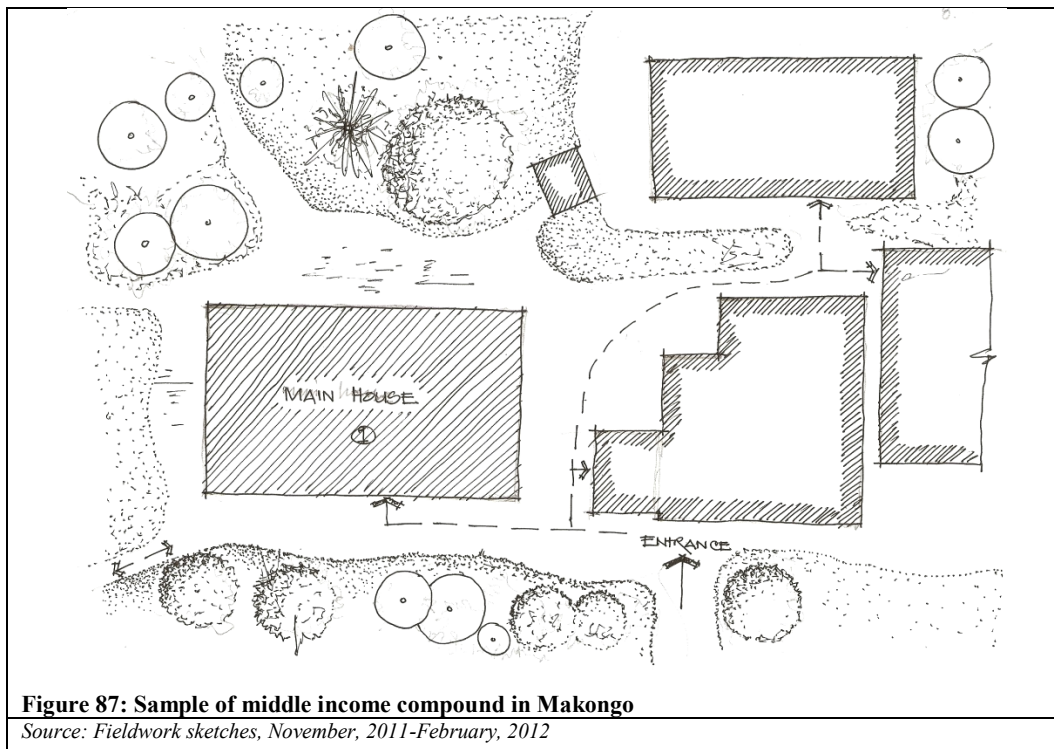 8.
MAIN HOUSE
1
ENTRANCE
Figure 87: Sample of middle income compound in Makongo
Source: Fieldwork sketches, November, 2011-February, 2012